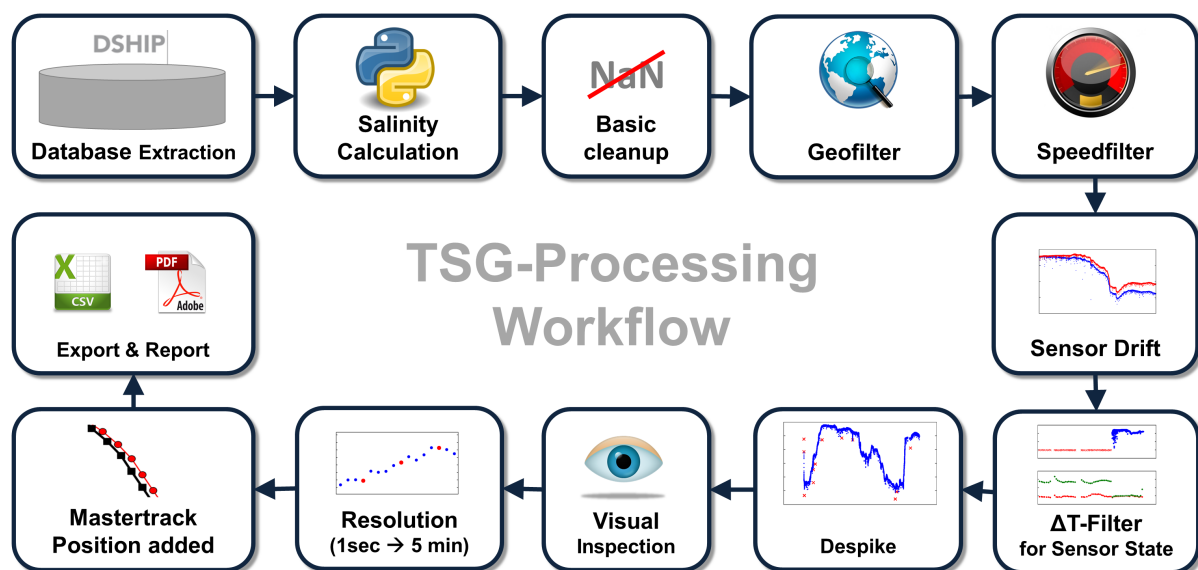 DSHIP
Database Extraction
Salinity
Calculation
NaN
Basic
cleanup
Geofilter
Speedfilter
TSG-Processing
Workflow
X
CSV
PDF
Adobe
Export & Report
Sensor Drift
Mastertrack
Position added
Resolution
(1sec → 5 min)
Visual
Inspection
Despike
ΔT-Filter
for Sensor State